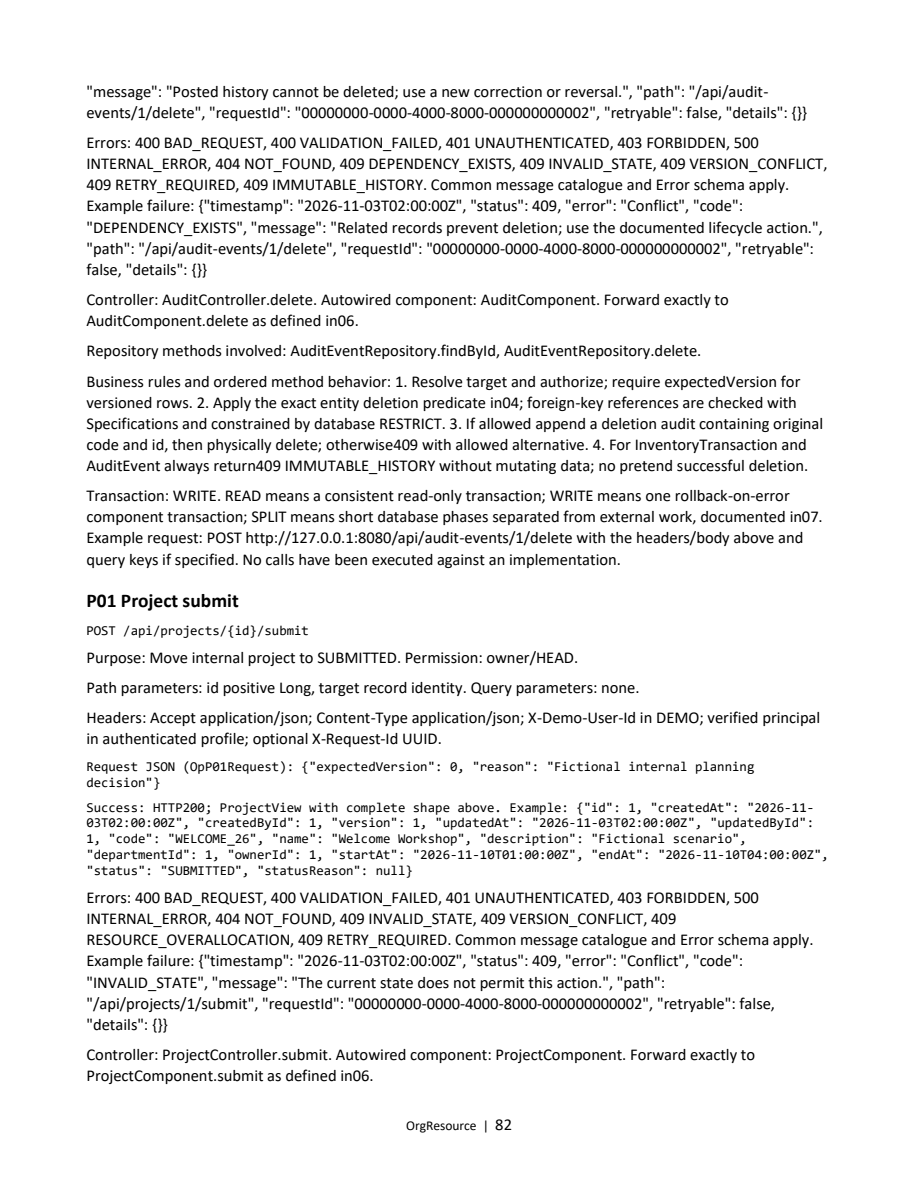 "message": "Posted history cannot be deleted; use a new correction or reversal.", "path": "/api/audit-
events/1/delete", "requestId": "00000000-0000-4000-8000-000000000002", "retryable": false, "details": {}}
Errors: 400 BAD_REQUEST, 400 VALIDATION_FAILED, 401 UNAUTHENTICATED, 403 FORBIDDEN, 500
INTERNAL_ERROR, 404 NOT_FOUND, 409 DEPENDENCY_EXISTS, 409 INVALID_STATE, 409 VERSION_CONFLICT,
409 RETRY_REQUIRED, 409 IMMUTABLE_HISTORY. Common message catalogue and Error schema apply.
Example failure: {"timestamp": "2026-11-03T02:00:00Z", "status": 409, "error": "Conflict", "code":
"DEPENDENCY_EXISTS", "message": "Related records prevent deletion; use the documented lifecycle action.",
"path": "/api/audit-events/1/delete", "requestId": "00000000-0000-4000-8000-000000000002", "retryable":
false, "details": {}}
Controller: AuditController.delete. Autowired component: AuditComponent. Forward exactly to
AuditComponent.delete as defined in06.
Repository methods involved: AuditEventRepository.findById, AuditEventRepository.delete.
Business rules and ordered method behavior: 1. Resolve target and authorize; require expectedVersion for
versioned rows. 2. Apply the exact entity deletion predicate in04; foreign-key references are checked with
Specifications and constrained by database RESTRICT. 3. If allowed append a deletion audit containing original
code and id, then physically delete; otherwise409 with allowed alternative. 4. For InventoryTransaction and
AuditEvent always return409 IMMUTABLE_HISTORY without mutating data; no pretend successful deletion.
Transaction: WRITE. READ means a consistent read-only transaction; WRITE means one rollback-on-error
component transaction; SPLIT means short database phases separated from external work, documented in07.
Example request: POST http://127.0.0.1:8080/api/audit-events/1/delete with the headers/body above and
query keys if specified. No calls have been executed against an implementation.
P01 Project submit
POST /api/projects/{id}/submit
Purpose: Move internal project to SUBMITTED. Permission: owner/HEAD.
Path parameters: id positive Long, target record identity. Query parameters: none.
Headers: Accept application/json; Content-Type application/json; X-Demo-User-Id in DEMO; verified principal
in authenticated profile; optional X-Request-Id UUID.
Request JSON (OpP01Request): {"expectedVersion": 0, "reason": "Fictional internal planning
decision"}
Success: HTTP200; ProjectView with complete shape above. Example: {"id": 1, "createdAt": "2026-11-
03T02:00:00Z", "createdById": 1, "version": 1, "updatedAt": "2026-11-03T02:00:00Z", "updatedById":
1, "code": "WELCOME_26", "name": "Welcome Workshop", "description": "Fictional scenario",
"departmentId": 1, "ownerId": 1, "startAt": "2026-11-10T01:00:00Z", "endAt": "2026-11-10T04:00:00Z",
"status": "SUBMITTED", "statusReason": null}
Errors: 400 BAD_REQUEST, 400 VALIDATION_FAILED, 401 UNAUTHENTICATED, 403 FORBIDDEN, 500
INTERNAL_ERROR, 404 NOT_FOUND, 409 INVALID_STATE, 409 VERSION_CONFLICT, 409
RESOURCE_OVERALLOCATION, 409 RETRY_REQUIRED. Common message catalogue and Error schema apply.
Example failure: {"timestamp": "2026-11-03T02:00:00Z", "status": 409, "error": "Conflict", "code":
"INVALID_STATE", "message": "The current state does not permit this action.", "path":
"/api/projects/1/submit", "requestId": "00000000-0000-4000-8000-000000000002", "retryable": false,
"details": {}}
Controller: ProjectController.submit. Autowired component: ProjectComponent. Forward exactly to
ProjectComponent.submit as defined in06.
OrgResource | 82